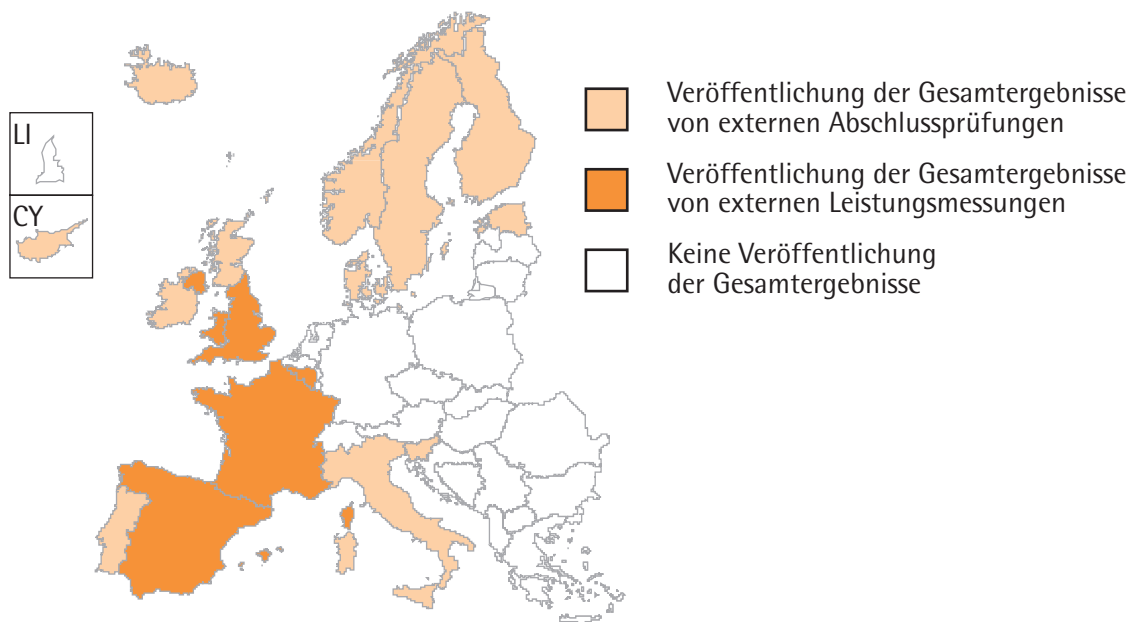 LI
CY
Veröffentlichung der Gesamtergebnisse
von externen Abschlussprüfungen
Veröffentlichung der Gesamtergebnisse
von externen Leistungsmessungen
Keine Veröffentlichung
der Gesamtergebnisse